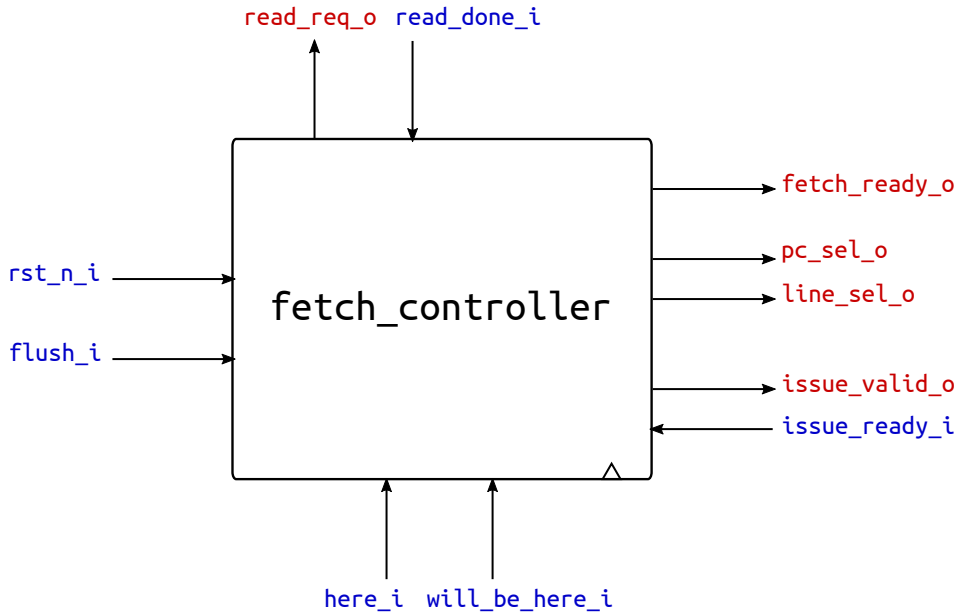 read_req_o read_done_i
fetch_ready_o
pc_sel_o
rst_n_i
line_sel_o
fetch_controller
flush_i
issue_valid_o
issue_ready_i
here_i will_be_here_i